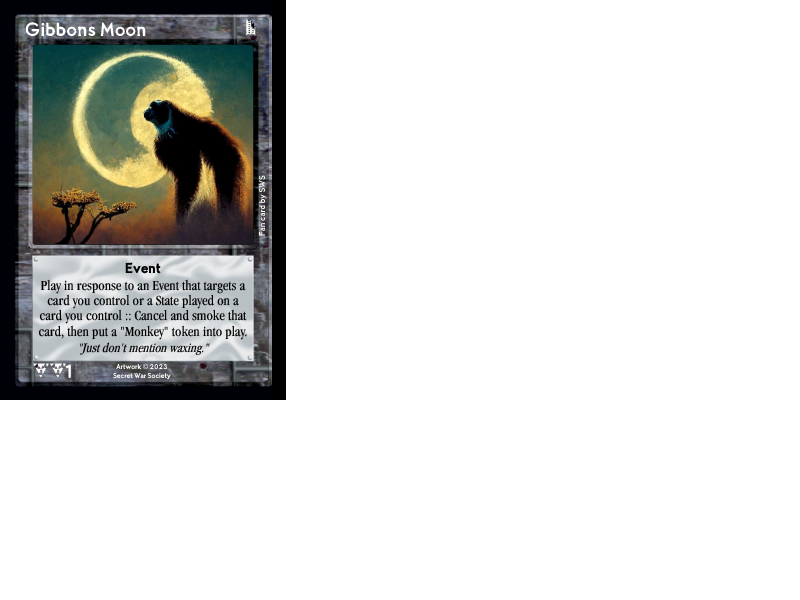 Gibbons Moon
Fan card by SWS
Event
Play in response to an Event that targets a
card you control or a State played on a
card you control :: Cancel and smoke that
card, then put a "Monkey" token into play.
"Just don't mention waxing."
1
Artwork © 2023
Secret War Society